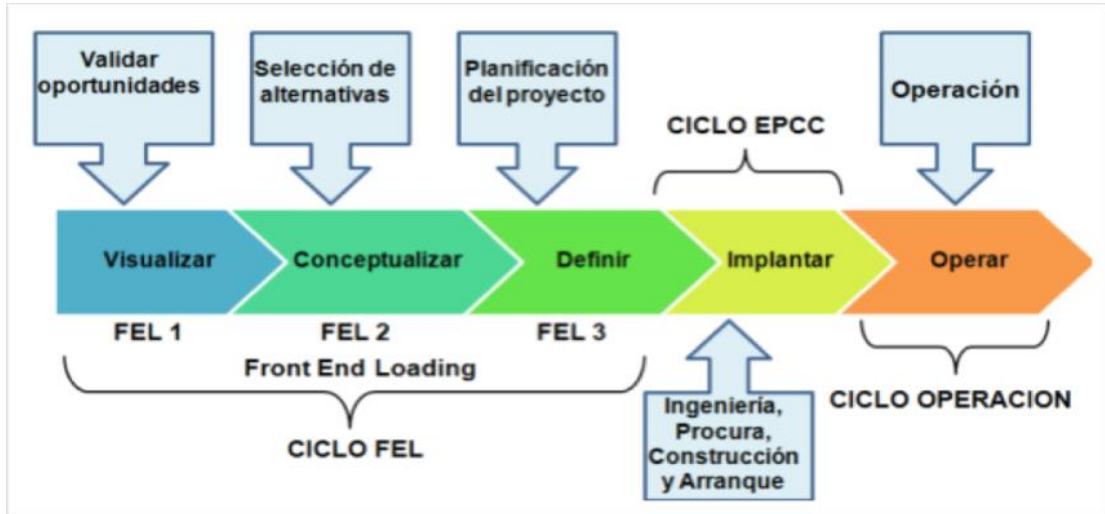 Validar
oportunidades
Selección de
alternativas
Planificación
del proyecto
Operación
CICLO EPCC
Visualizar
Conceptualizar
Definir
Implantar
Operar
FEL 1
FEL 2
FEL 3
Front End Loading
CICLO FEL
Ingeniería,
Procura,
Construcción
y Arranque
CICLO OPERACION